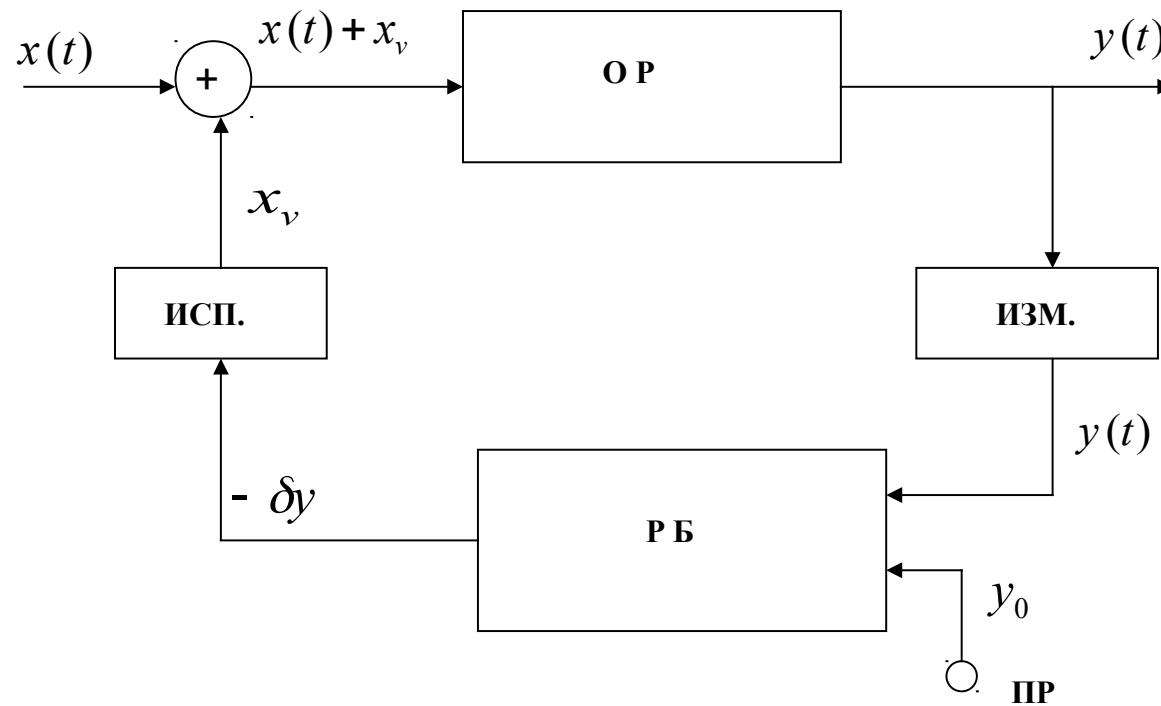 x(t)
+
x(t) + x_v
О Р
y(t)
x_v
ИСП.
ИЗМ.
y(t)
- δy
Р Б
y_0
ПР